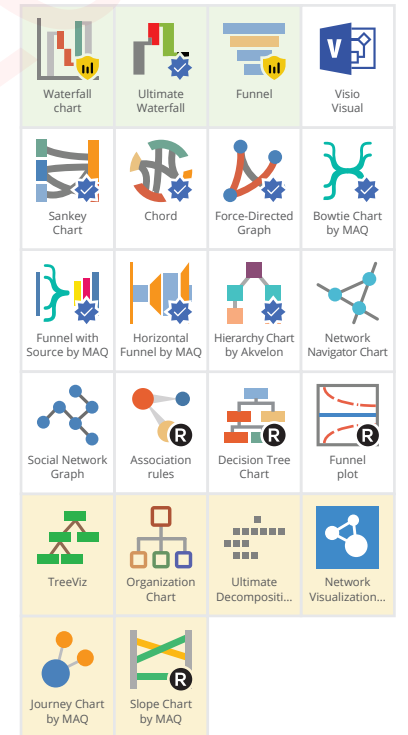 Waterfall
chart
Ultimate
Waterfall
Funnel
V
Visio
Visual
Sankey
Chart
Chord
Force-Directed
Graph
Bowtie Chart
by MAQ
Funnel with
Source by MAQ
Horizontal
Funnel by MAQ
Hierarchy Chart
by Akvelon
Network
Navigator Chart
Social Network
Graph
R
Association
rules
R
Decision Tree
Chart
R
Funnel
plot
TreeViz
Organization
Chart
Ultimate
Decompositi...
Network
Visualization...
Journey Chart
by MAQ
R
Slope Chart
by MAQ